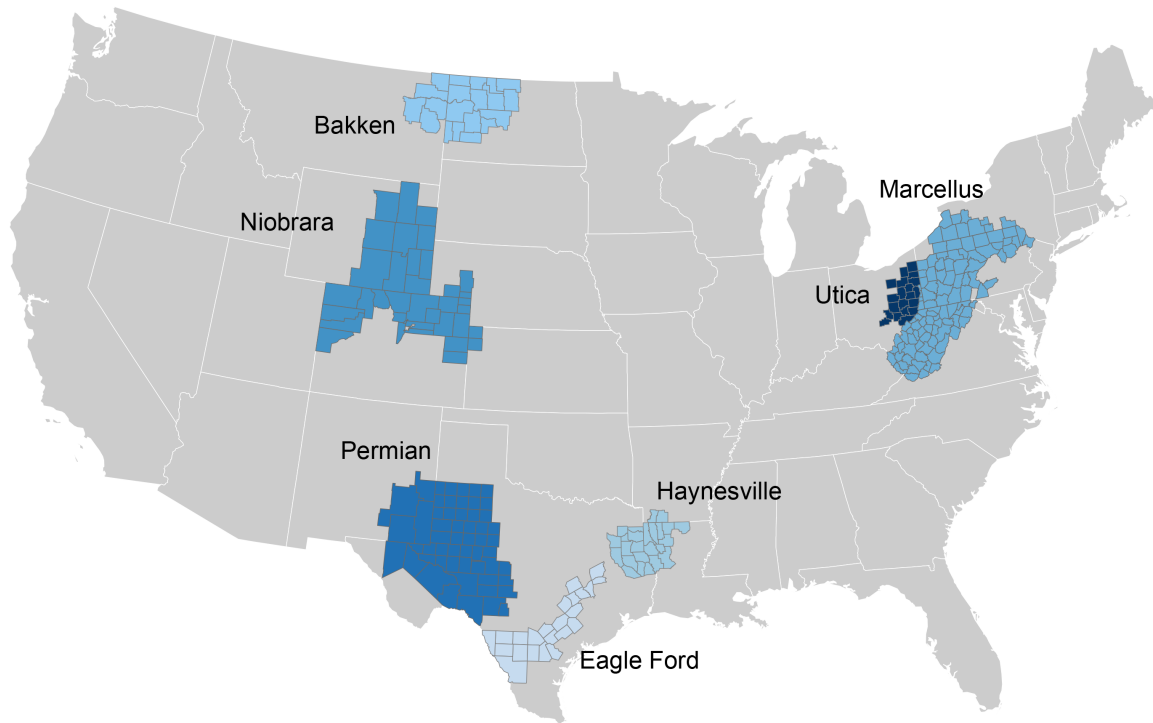 Bakken
Marcellus
Niobrara
Utica
Permian
Haynesville
Eagle Ford